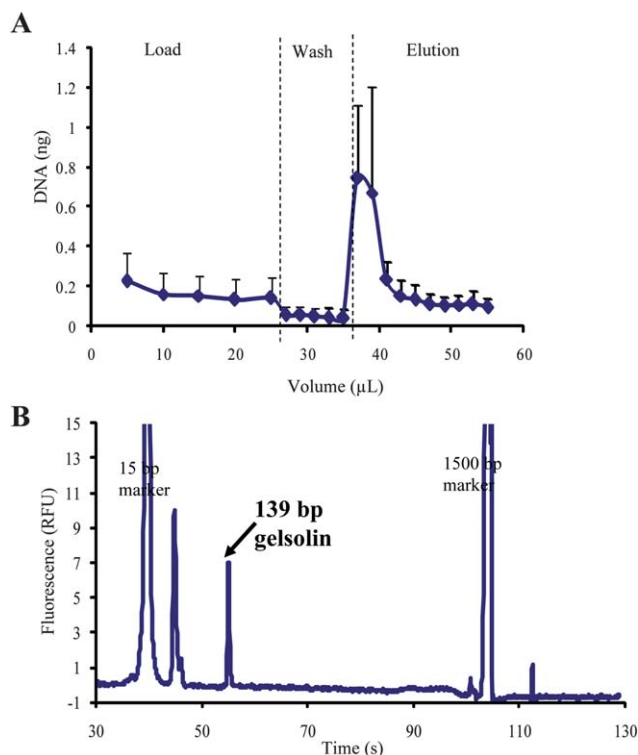 A
Load Wash Elution
1.4
1.2
1
0.8
0.6
0.4
0.2
0
DNA (ng)
0 10 20 30 40 50 60
Volume (µL)
B
15
13
11
9
7
5
3
1
-1
Fluorescence (RFU)
15 bp
marker
139 bp
gelsolin
1500 bp
marker
30 50 70 90 110 130
Time (s)